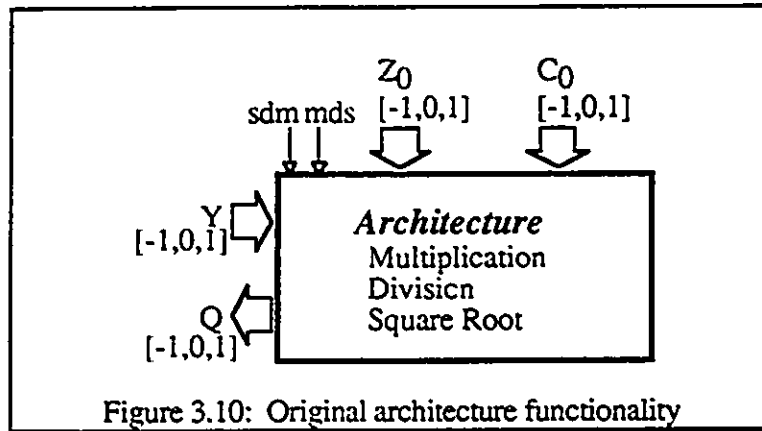 Z0
C0
[-1,0,1]
[-1,0,1]
sdm mds
Architecture
Multiplication
Division
Square Root
Y
[-1,0,1]
Q
[-1,0,1]
Figure 3.10: Original architecture functionality